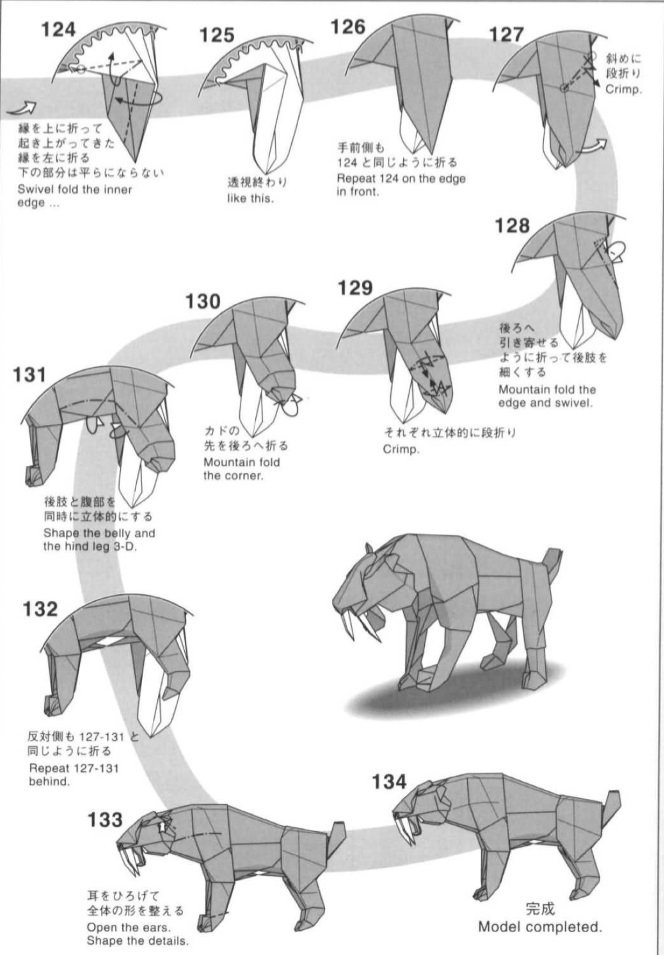 124
縁を上に折って
起き上がってきた
縁を左に折る
下の部分は平らにならない
Swivel fold the inner
edge ...
125
透視終わり
like this.
126
手前側も
124 と同じように折る
Repeat 124 on the edge
in front.
127
斜めに
段折り
Crimp.
128
後ろへ
引き寄せる
ように折って後肢を
細くする
Mountain fold the
edge and swivel.
129
それぞれ立体的に段折り
Crimp.
130
カドの
先を後ろへ折る
Mountain fold
the corner.
131
後肢と腹部を
同時に立体的にする
Shape the belly and
the hind leg 3-D.
132
反対側も 127-131 と
同じように折る
Repeat 127-131
behind.
133
耳をひろげて
全体の形を整える
Open the ears.
Shape the details.
134
完成
Model completed.